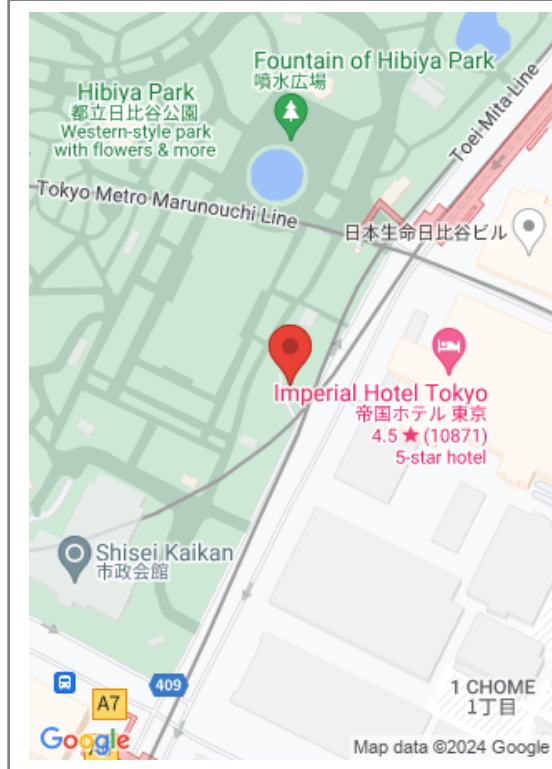 Fountain of Hibiya Park
噴水広場
Hibiya Park
都立日比谷公園
Western-style park
with flowers & more
Toei Mita Line
Tokyo Metro Marunouchi Line
日本生命日比谷ビル
Imperial Hotel Tokyo
帝国ホテル 東京
4.5 ★ (10871)
5-star hotel
Shisei Kaikan
市政会館
409
A7
1 CHOME
1丁目
Google
Map data ©2024 Google